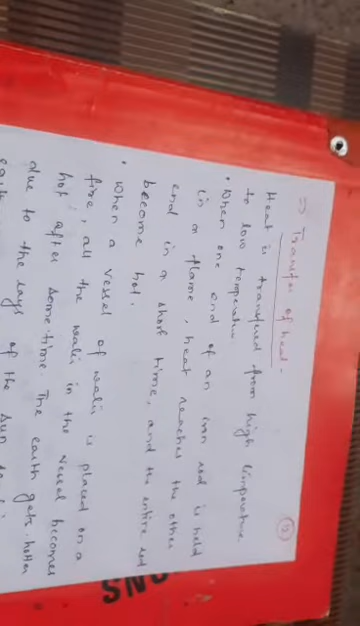 12
⇒ Transfer of heat -
Heat is transfered from high temperature
to low temperature
• When one end of an iron rod is held
in a flame, heat reaches the other
end in a short time, and the entire rod
become hot.
• When a vessel of water is placed on a
fire, all the water in the vessel becomes
hot after some time. The earth gets hotter
due to the rays of the sun
SNS